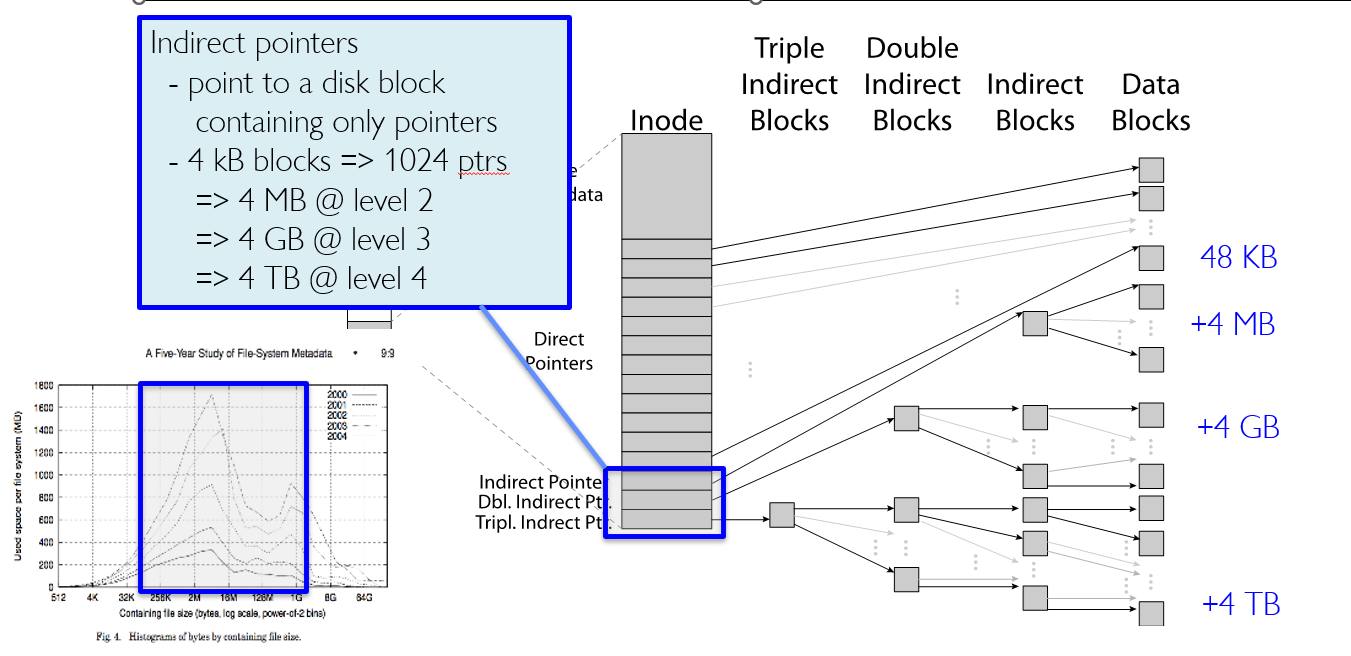 Indirect pointers
- point to a disk block
containing only pointers
- 4 kB blocks => 1024 ptrs
=> 4 MB @ level 2
=> 4 GB @ level 3
=> 4 TB @ level 4
Triple
Indirect
Blocks
Double
Indirect
Blocks
Indirect
Blocks
Data
Blocks
Inode
e
data
Direct
Pointers
Indirect Pointe
Dbl. Indirect Pt.
Tripl. Indrect Pt.
48 KB
+4 MB
+4 GB
+4 TB
A Five-Year Study of File-System Metadata • 9:9
Used space per file system (MB)
1800
1600
1400
1200
1000
800
600
400
200
0
2000
2001
2002
2003
2004
512 4K 32K 256K 2M 16M 128M 1G 8G 64G
Containing file size (bytes, log scale, power-of-2 bins)
Fig. 4. Histograms of bytes by containing file size.